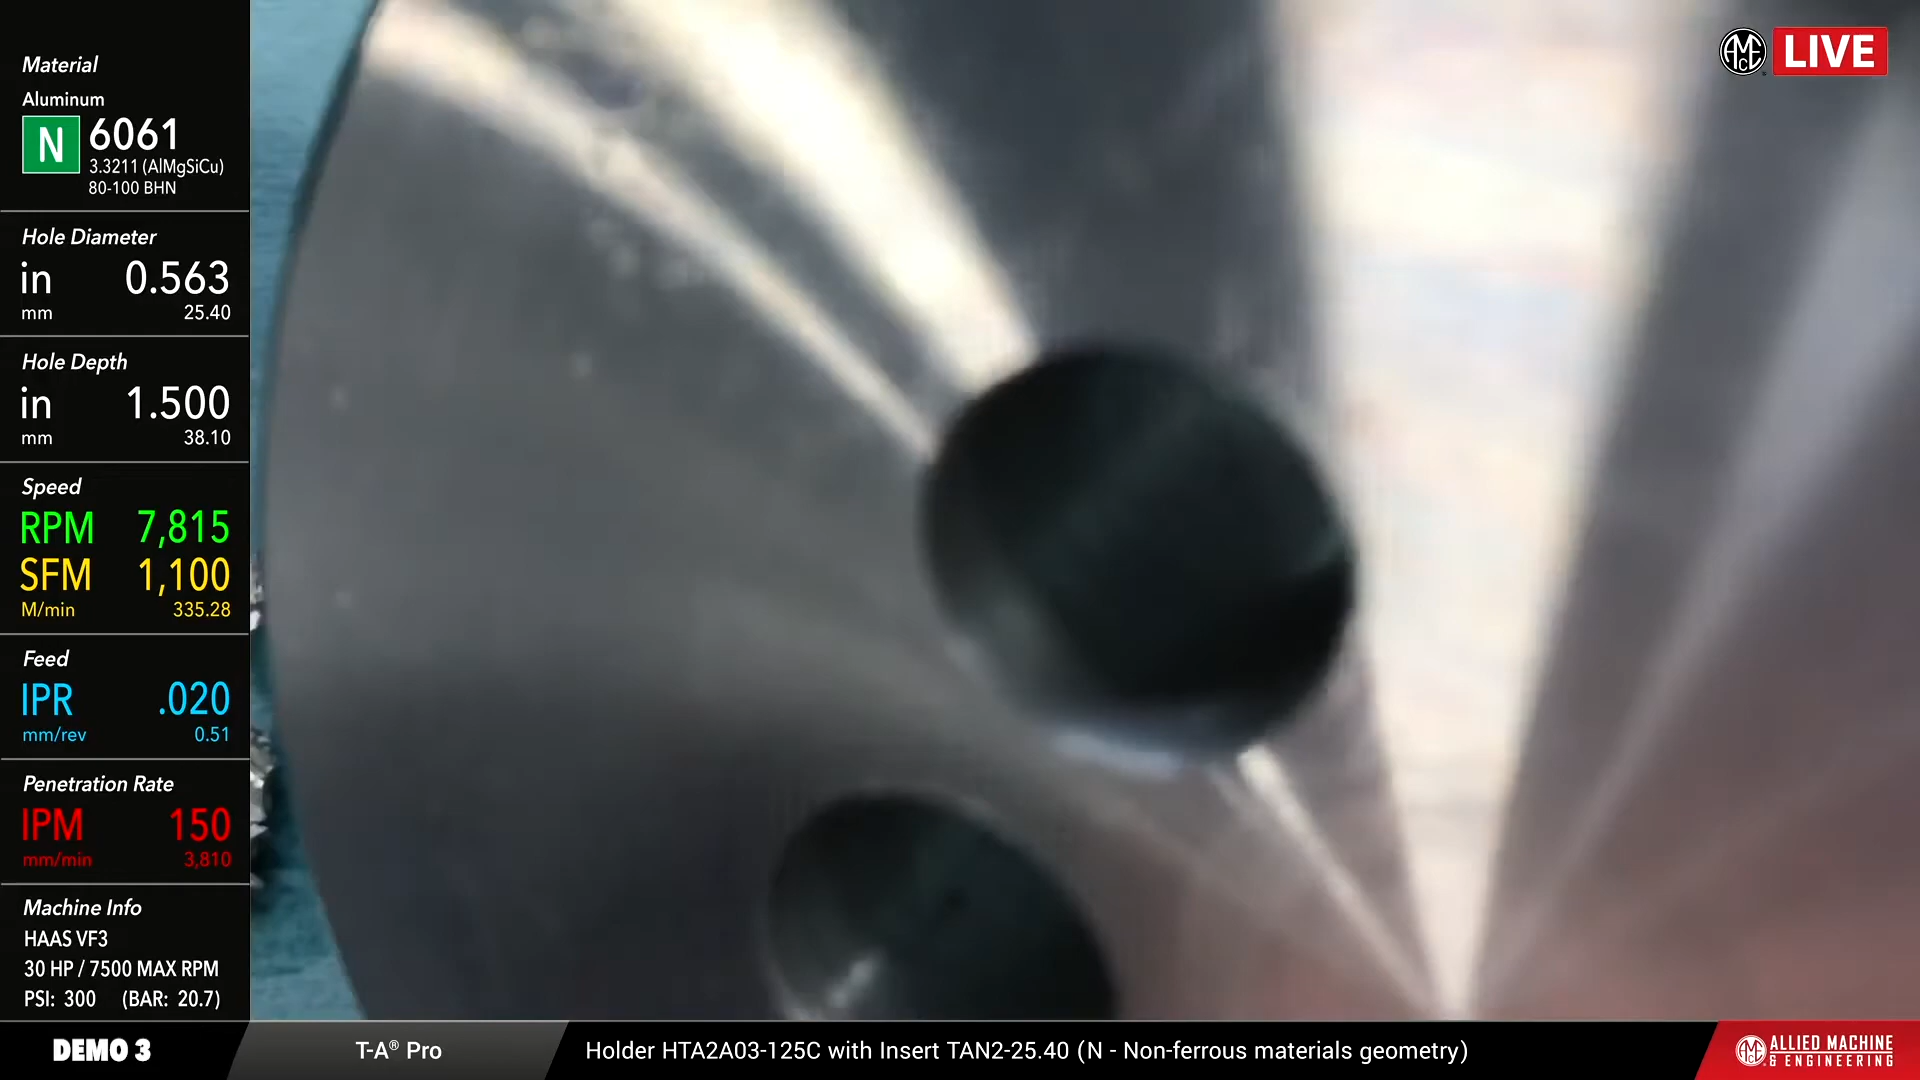 Material
Aluminum
N 6061
3.3211 (AlMgSiCu)
80-100 BHN
Hole Diameter
in 0.563
mm 25.40
Hole Depth
in 1.500
mm 38.10
Speed
RPM 7,815
SFM 1,100
M/min 335.28
Feed
IPR .020
mm/rev 0.51
Penetration Rate
IPM 150
mm/min 3,810
Machine Info
HAAS VF3
30 HP / 7500 MAX RPM
PSI: 300 (BAR: 20.7)
AMEC LIVE
DEMO 3
T-A® Pro
Holder HTA2A03-125C with Insert TAN2-25.40 (N - Non-ferrous materials geometry)
AMEC ALLIED MACHINE
& ENGINEERING